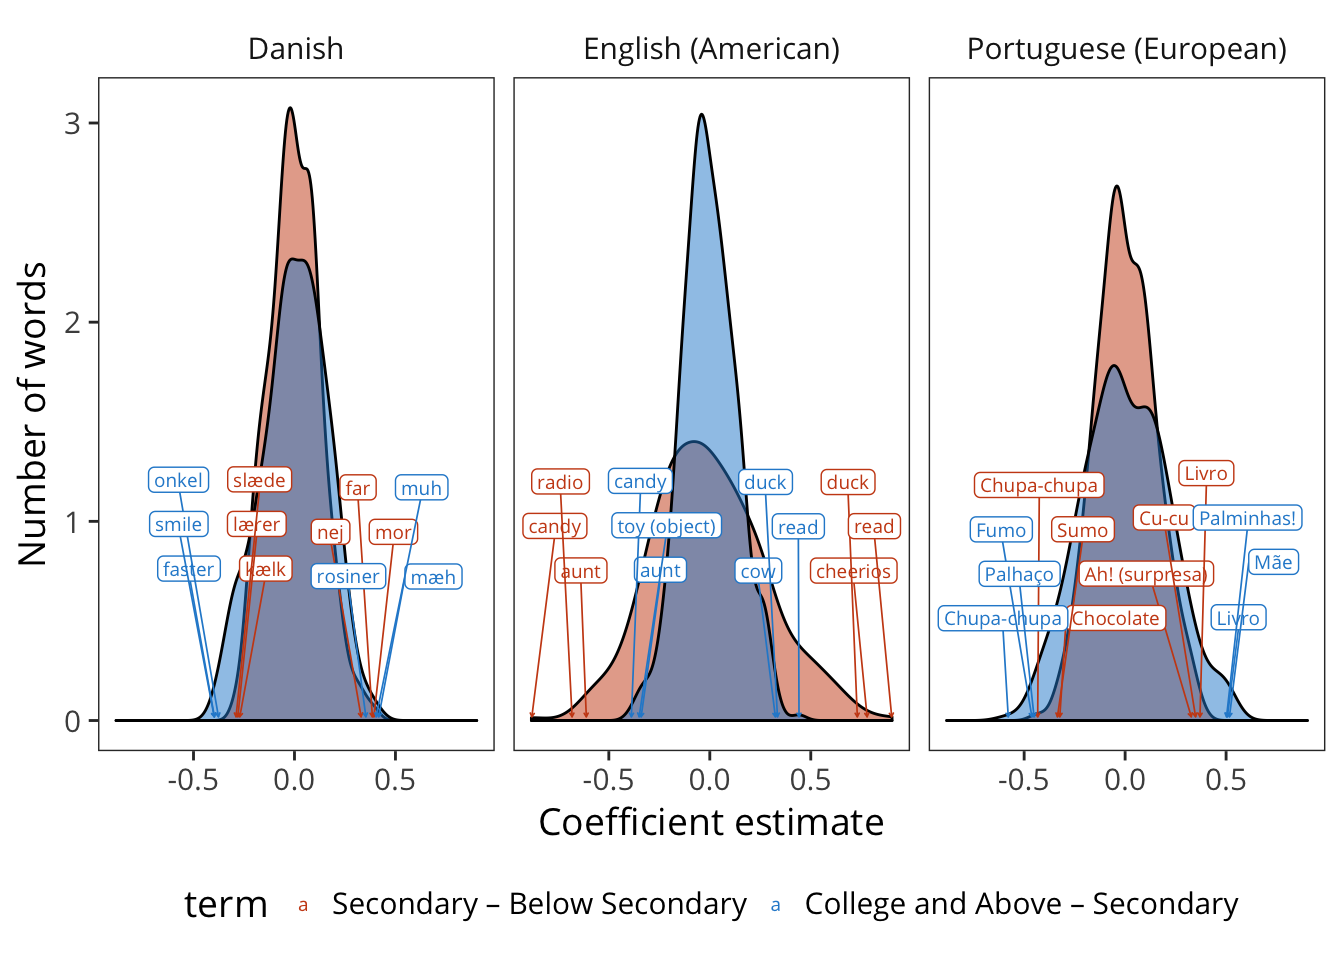 Danish
English (American)
Portuguese (European)
Number of words
3
2
1
0
onkel
slæde
far
muh
smile
lærer
nej
mor
faster
kælk
rosiner
mæh
radio
candy
duck
duck
candy
toy (object)
read
read
aunt
aunt
cow
cheerios
Chupa-chupa
Livro
Fumo
Sumo
Cu-cu
Palminhas!
Palhaço
Ah! (surpresa)
Mãe
Chupa-chupa
Chocolate
Livro
-0.5 0.0 0.5
-0.5 0.0 0.5
-0.5 0.0 0.5
Coefficient estimate
term a Secondary – Below Secondary a College and Above – Secondary